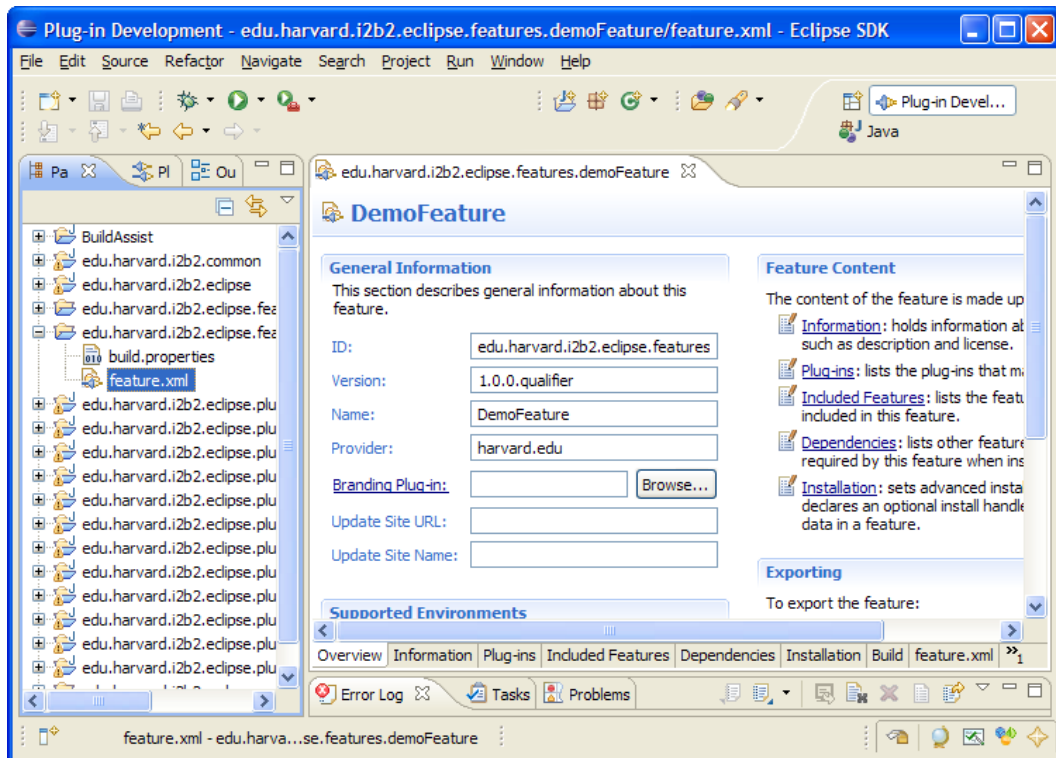 Plug-in Development - edu.harvard.i2b2.eclipse.features.demoFeature/feature.xml - Eclipse SDK
File Edit Source Refactor Navigate Search Project Run Window Help
Plug-in Devel...
Java
Pa Pl Ou
BuildAssist
edu.harvard.i2b2.common
edu.harvard.i2b2.eclipse
edu.harvard.i2b2.eclipse.fea
edu.harvard.i2b2.eclipse.fea
build.properties
feature.xml
edu.harvard.i2b2.eclipse.plu
edu.harvard.i2b2.eclipse.plu
edu.harvard.i2b2.eclipse.plu
edu.harvard.i2b2.eclipse.plu
edu.harvard.i2b2.eclipse.plu
edu.harvard.i2b2.eclipse.plu
edu.harvard.i2b2.eclipse.plu
edu.harvard.i2b2.eclipse.plu
edu.harvard.i2b2.eclipse.plu
edu.harvard.i2b2.eclipse.plu
edu.harvard.i2b2.eclipse.plu
edu.harvard.i2b2.eclipse.plu
edu.harvard.i2b2.eclipse.features.demoFeature
DemoFeature
General Information
This section describes general information about this
feature.
ID: edu.harvard.i2b2.eclipse.features
Version: 1.0.0.qualifier
Name: DemoFeature
Provider: harvard.edu
Branding Plug-in: Browse...
Update Site URL:
Update Site Name:
Supported Environments
Feature Content
The content of the feature is made up
Information: holds information ab
such as description and license.
Plug-ins: lists the plug-ins that ma
Included Features: lists the featu
included in this feature.
Dependencies: lists other feature
required by this feature when ins
Installation: sets advanced insta
declares an optional install handle
data in a feature.
Exporting
To export the feature:
Overview Information Plug-ins Included Features Dependencies Installation Build feature.xml »1
Error Log Tasks Problems
feature.xml - edu.harva...se.features.demoFeature